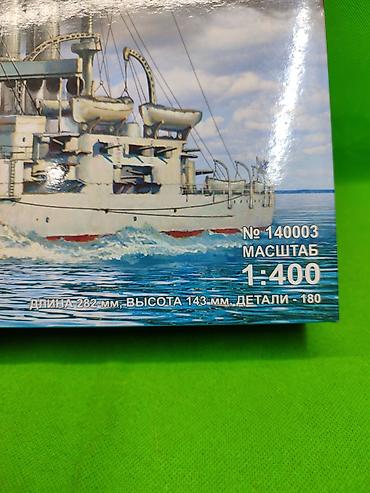 № 140003
МАСШТАБ
1:400
ДЛИНА 282 мм, ВЫСОТА 143 мм, ДЕТАЛИ - 180